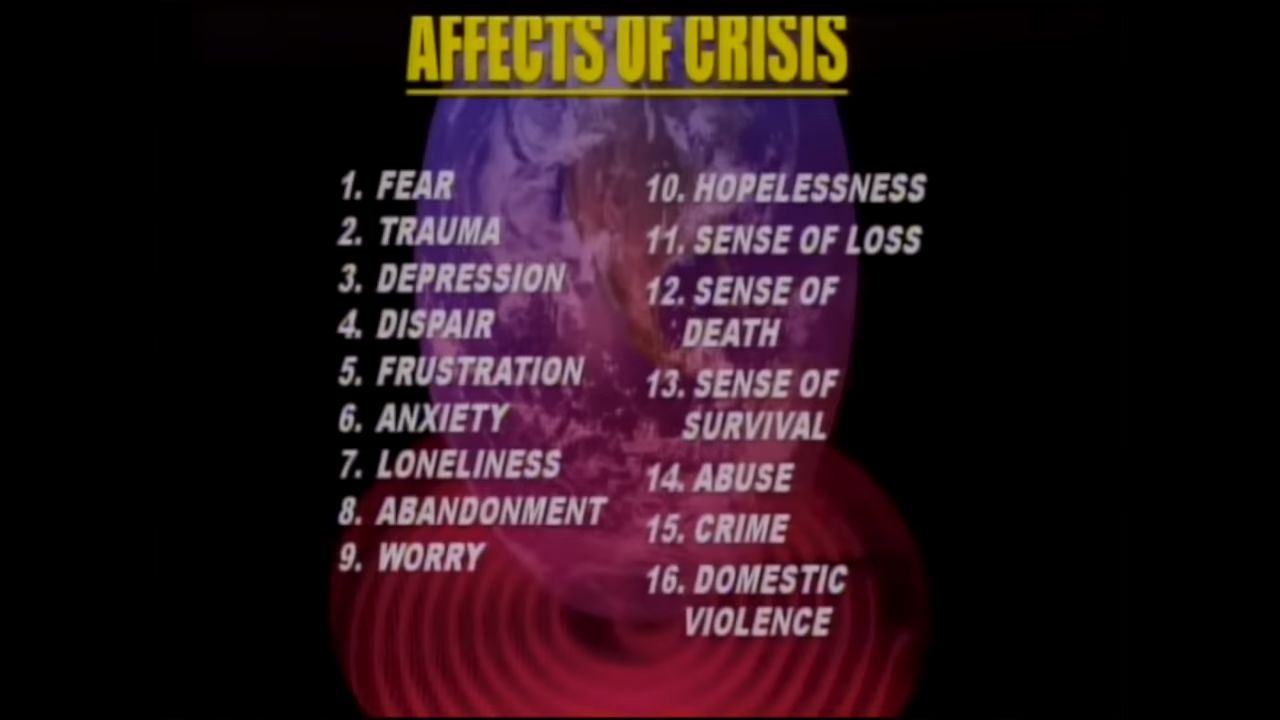 AFFECTS OF CRISIS
1. FEAR
2. TRAUMA
3. DEPRESSION
4. DISPAIR
5. FRUSTRATION
6. ANXIETY
7. LONELINESS
8. ABANDONMENT
9. WORRY
10. HOPELESSNESS
11. SENSE OF LOSS
12. SENSE OF
DEATH
13. SENSE OF
SURVIVAL
14. ABUSE
15. CRIME
16. DOMESTIC
VIOLENCE